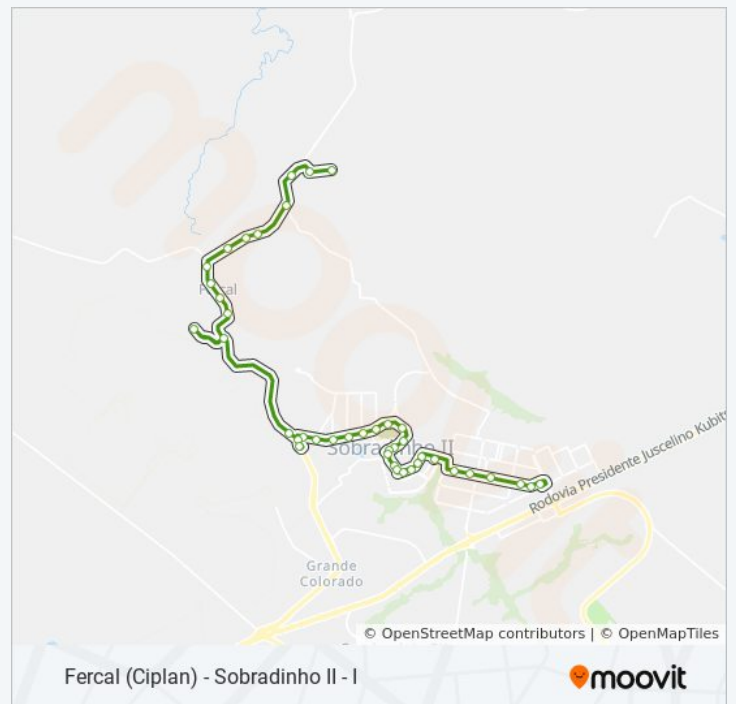 Fercal
Sobradinho II
Rodovia Presidente Juscelino Kubits
Grande
Colorado
© OpenStreetMap contributors | © OpenMapTiles
Fercal (Ciplan) - Sobradinho II - I
moovit